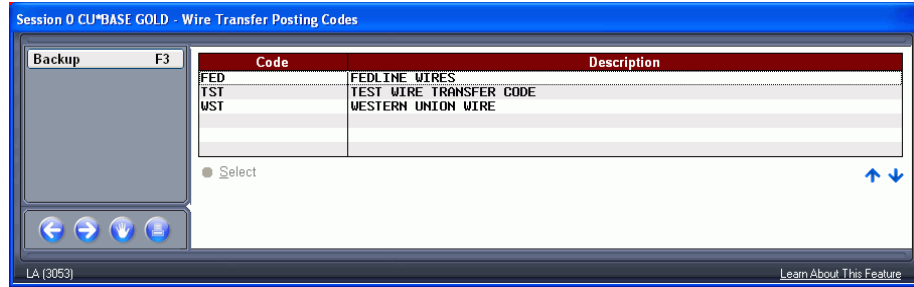 Session 0 CU*BASE GOLD - Wire Transfer Posting Codes
Backup F3
Code Description
FED FEDLINE WIRES
TST TEST WIRE TRANSFER CODE
WST WESTERN UNION WIRE
Select
LA (3053) Learn About This Feature